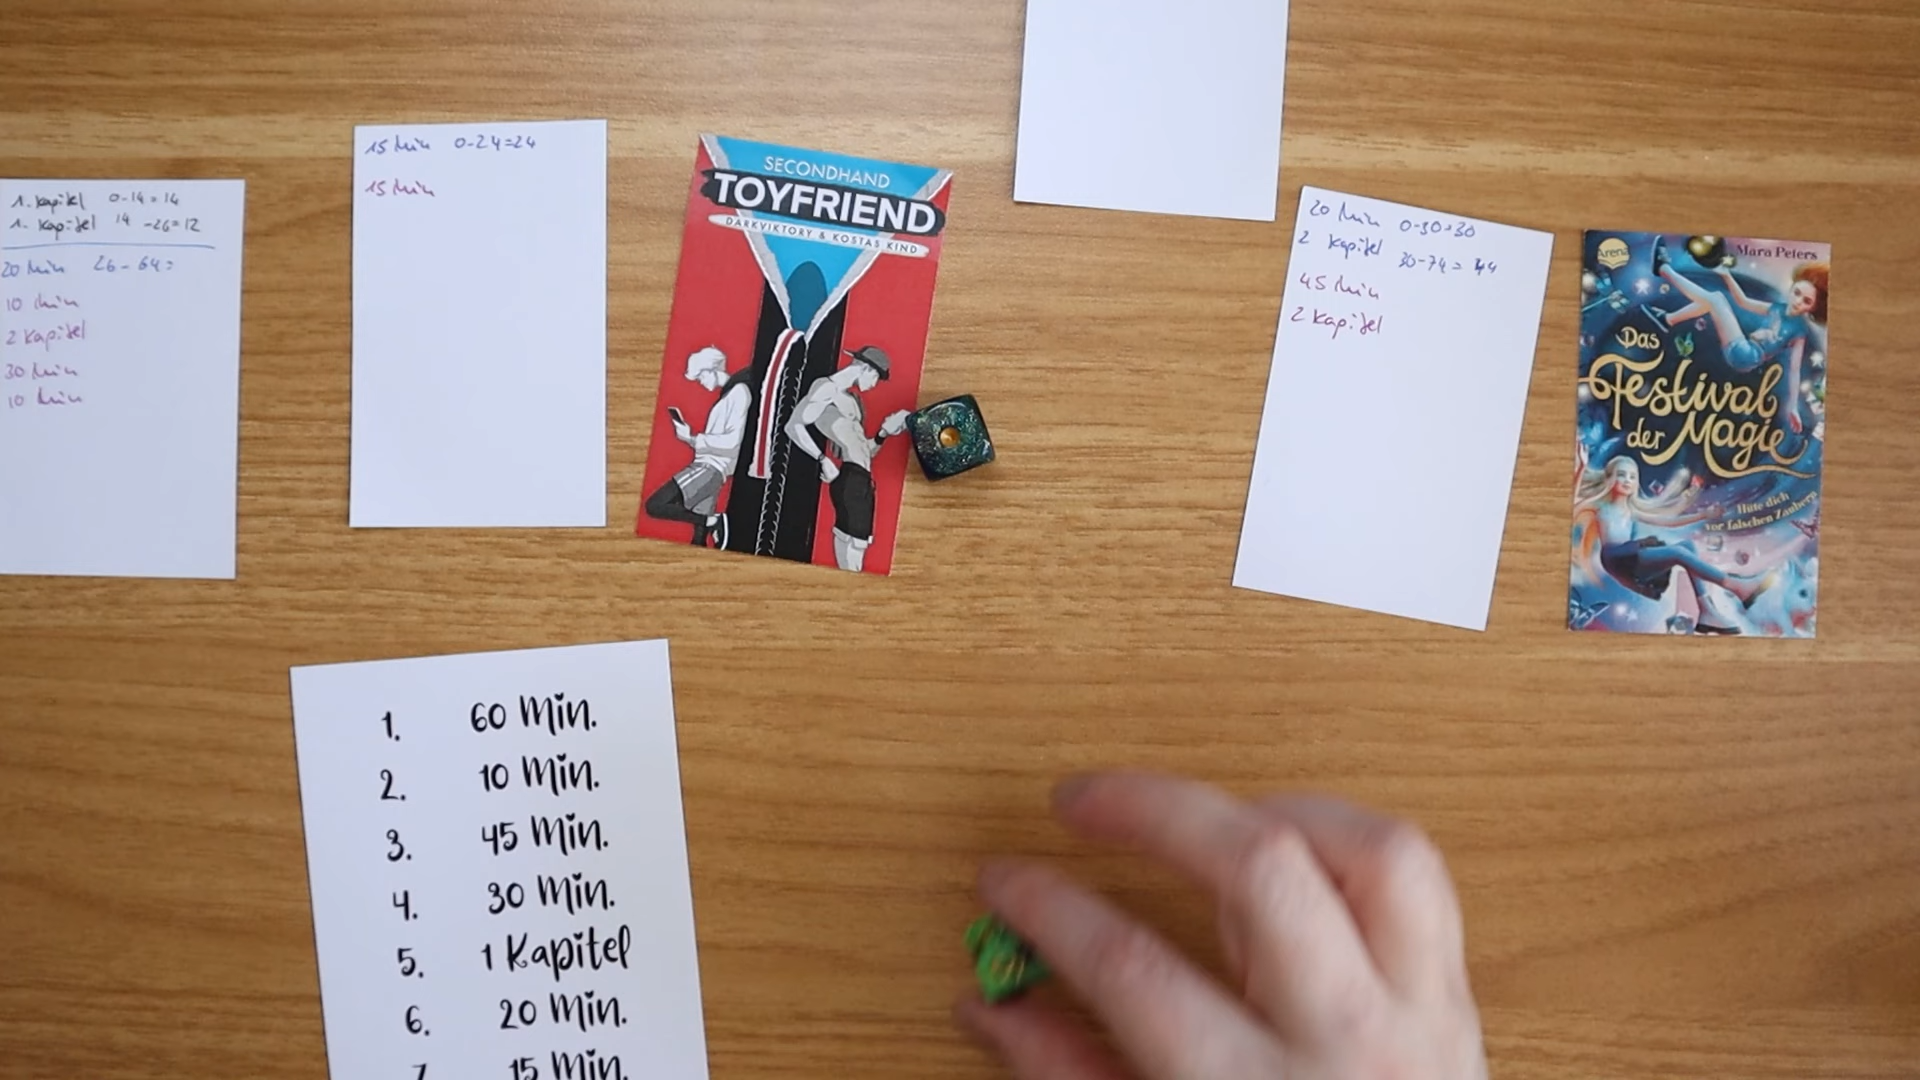 1. Kapitel 0-14=14
1. Kapitel 14-26=12
20 Min 26-64=
10 Min
2 Kapitel
30 Min
10 Min
15 Min 0-24=24
15 Min
SECONDHAND
TOYFRIEND
DARKVIKTORY & KOSTAS KIND
20 Min 0-30=30
2 Kapitel 30-74=44
45 Min
2 Kapitel
Arena
Mara Peters
Das
Festival
der Magie
Hüte dich
vor falschen Zaubern
1. 60 Min.
2. 10 Min.
3. 45 Min.
4. 30 Min.
5. 1 Kapitel
6. 20 Min.
7. 15 Min.